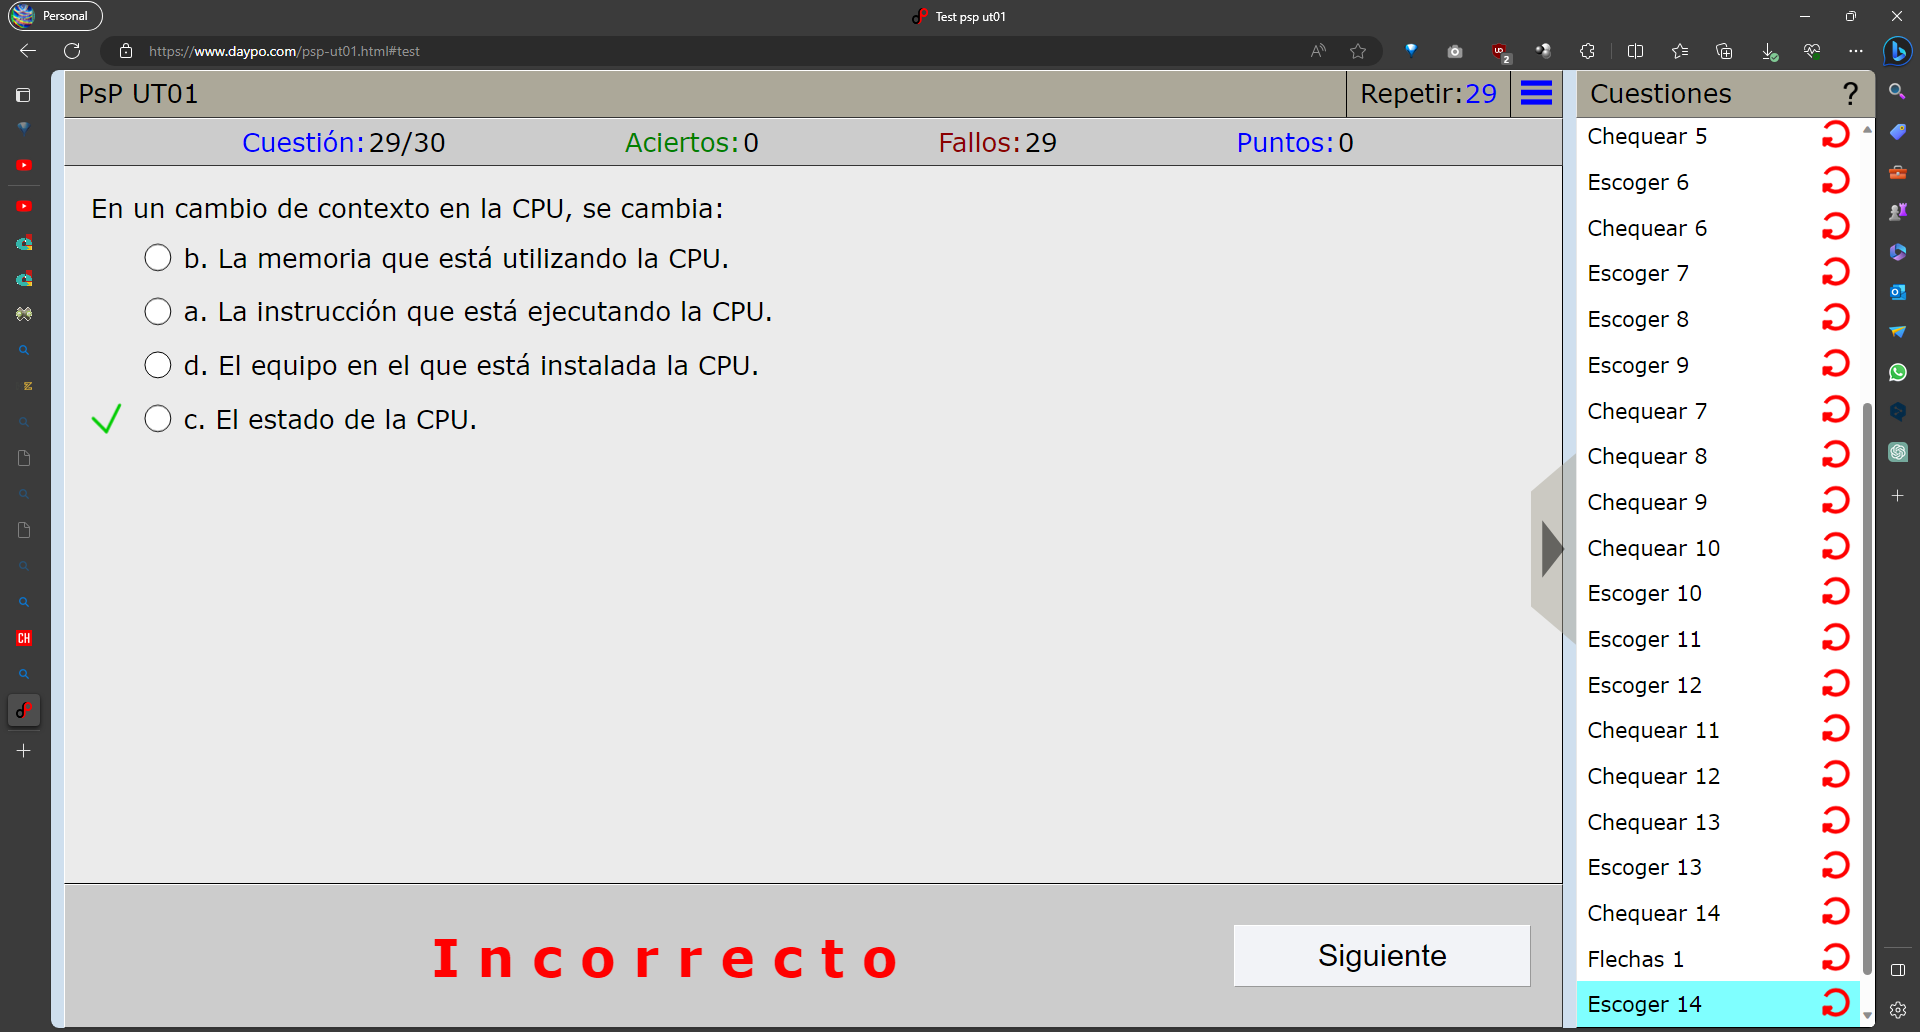 Personal
Test psp ut01
https://www.daypo.com/psp-ut01.html#test
2
PsP UT01
Repetir:29
Cuestiones
?
Cuestión:29/30
Aciertos:0
Fallos:29
Puntos:0
En un cambio de contexto en la CPU, se cambia:
b. La memoria que está utilizando la CPU.
a. La instrucción que está ejecutando la CPU.
d. El equipo en el que está instalada la CPU.
c. El estado de la CPU.
Incorrecto
Siguiente
Chequear 5
Escoger 6
Chequear 6
Escoger 7
Escoger 8
Escoger 9
Chequear 7
Chequear 8
Chequear 9
Chequear 10
Escoger 10
Escoger 11
Escoger 12
Chequear 11
Chequear 12
Chequear 13
Escoger 13
Chequear 14
Flechas 1
Escoger 14
CH